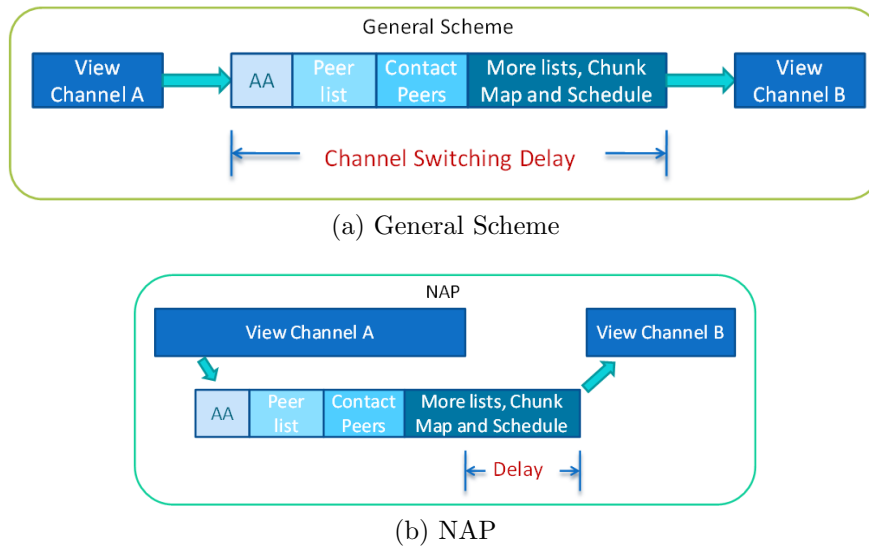 General Scheme
View
Channel A
AA
Peer
list
Contact
Peers
More lists, Chunk
Map and Schedule
View
Channel B
Channel Switching Delay
(a) General Scheme
NAP
View Channel A
View Channel B
AA
Peer
list
Contact
Peers
More lists, Chunk
Map and Schedule
Delay
(b) NAP